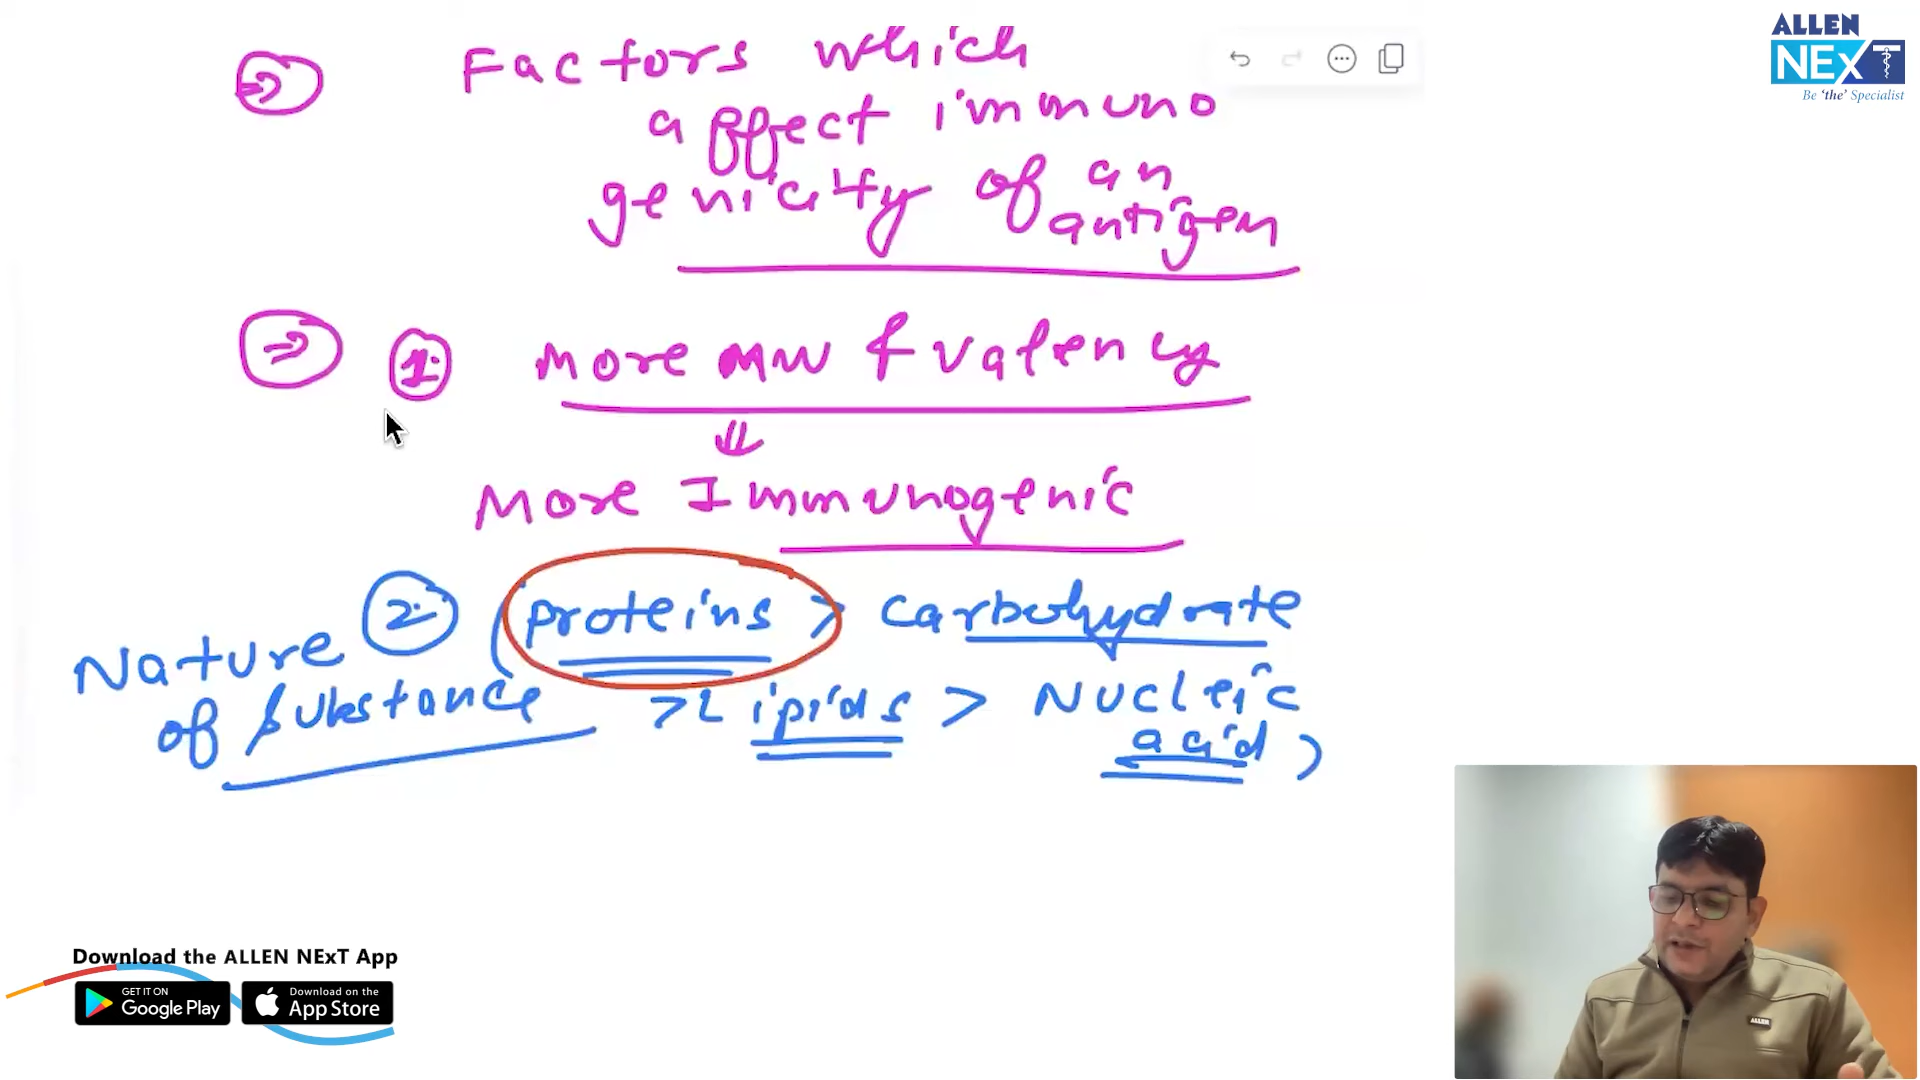 Factors which
affect immuno
genicity of an
antigen
1. More MW & valency
More Immunogenic
2. (proteins > carbohydrate
Nature
of substance
> Lipids > Nucleic
acid)
ALLEN
NEXT
Be 'the' Specialist
Download the ALLEN NExT App
GET IT ON
Google Play
Download on the
App Store
ALLEN